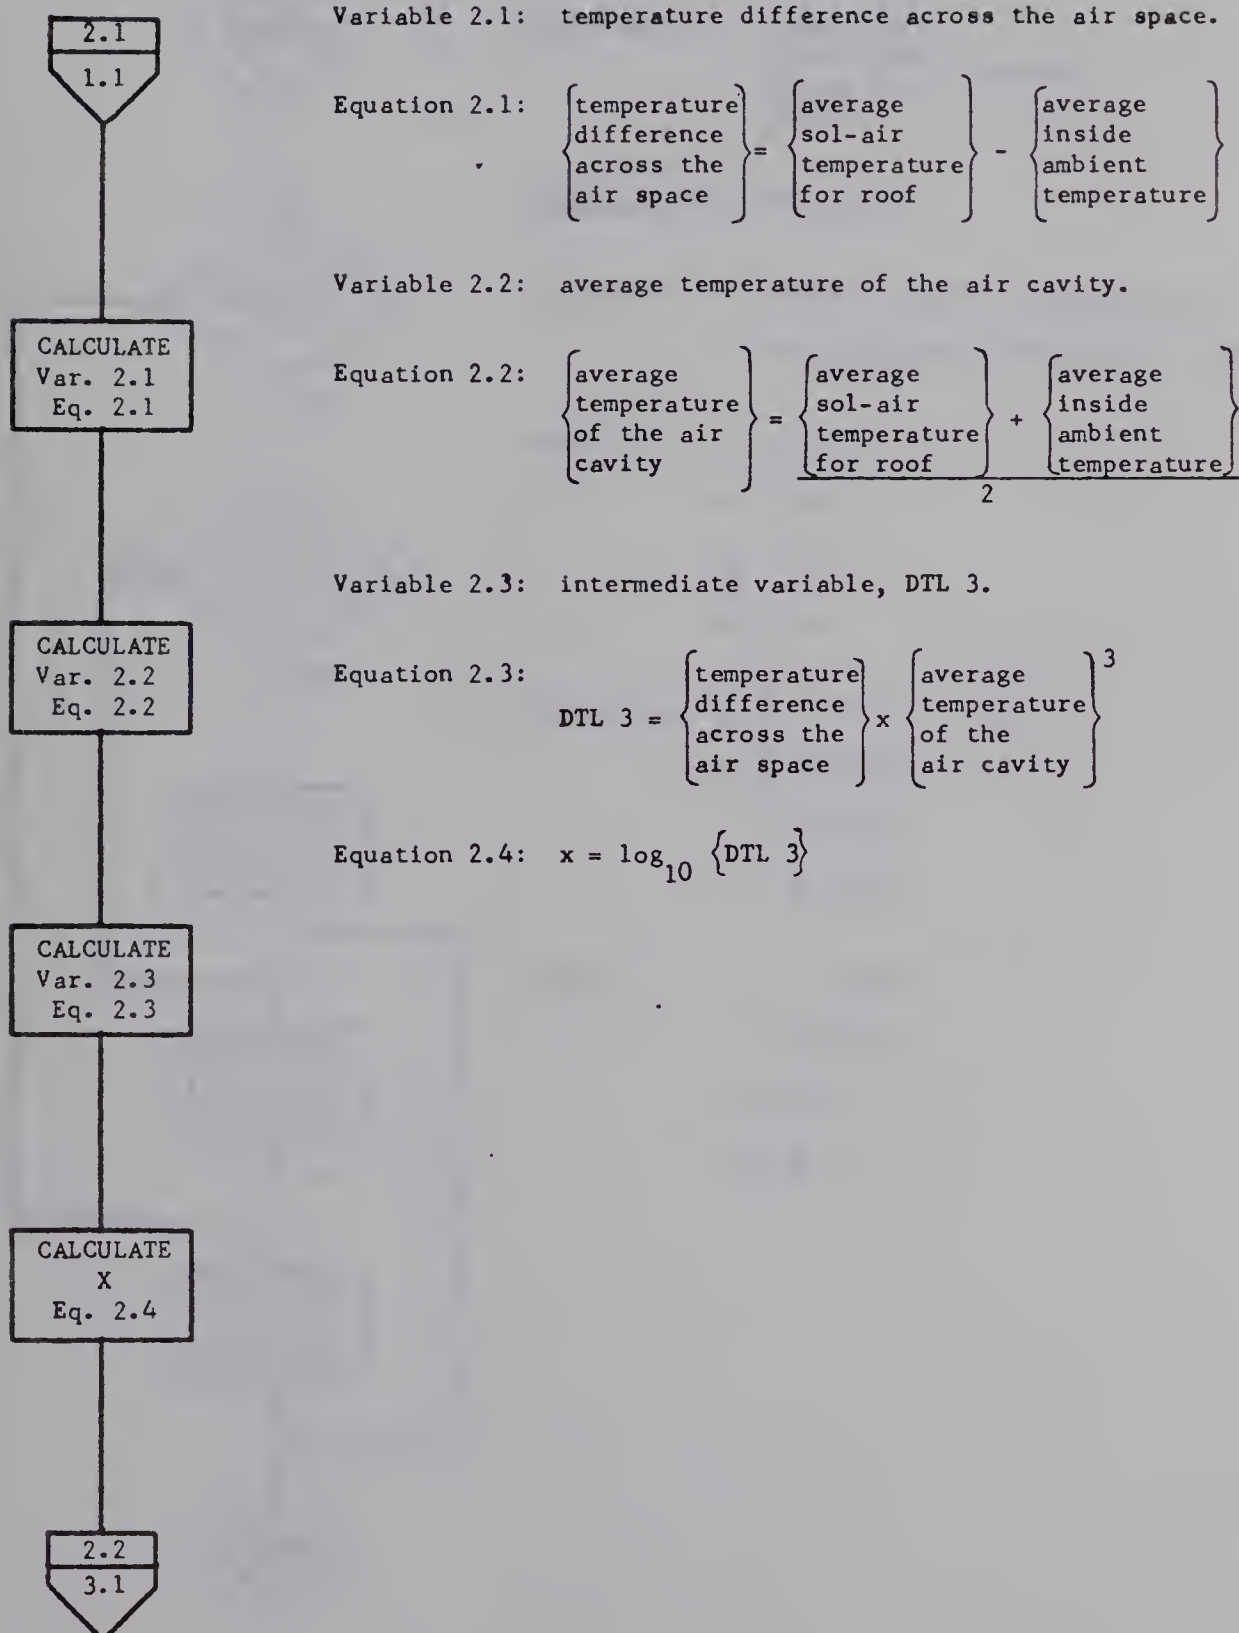 2.1
1.1
Variable 2.1: temperature difference across the air space.
Equation 2.1: {temperature difference across the air space} = {average sol-air temperature for roof} - {average inside ambient temperature}
CALCULATE
Var. 2.1
Eq. 2.1
Variable 2.2: average temperature of the air cavity.
Equation 2.2: {average temperature of the air cavity} = {average sol-air temperature for roof} + {average inside ambient temperature}
2
CALCULATE
Var. 2.2
Eq. 2.2
Variable 2.3: intermediate variable, DTL 3.
Equation 2.3: DTL 3 = {temperature difference across the air space} x {average temperature of the air cavity}3
CALCULATE
Var. 2.3
Eq. 2.3
Equation 2.4: x = log10 {DTL 3}
CALCULATE
X
Eq. 2.4
2.2
3.1